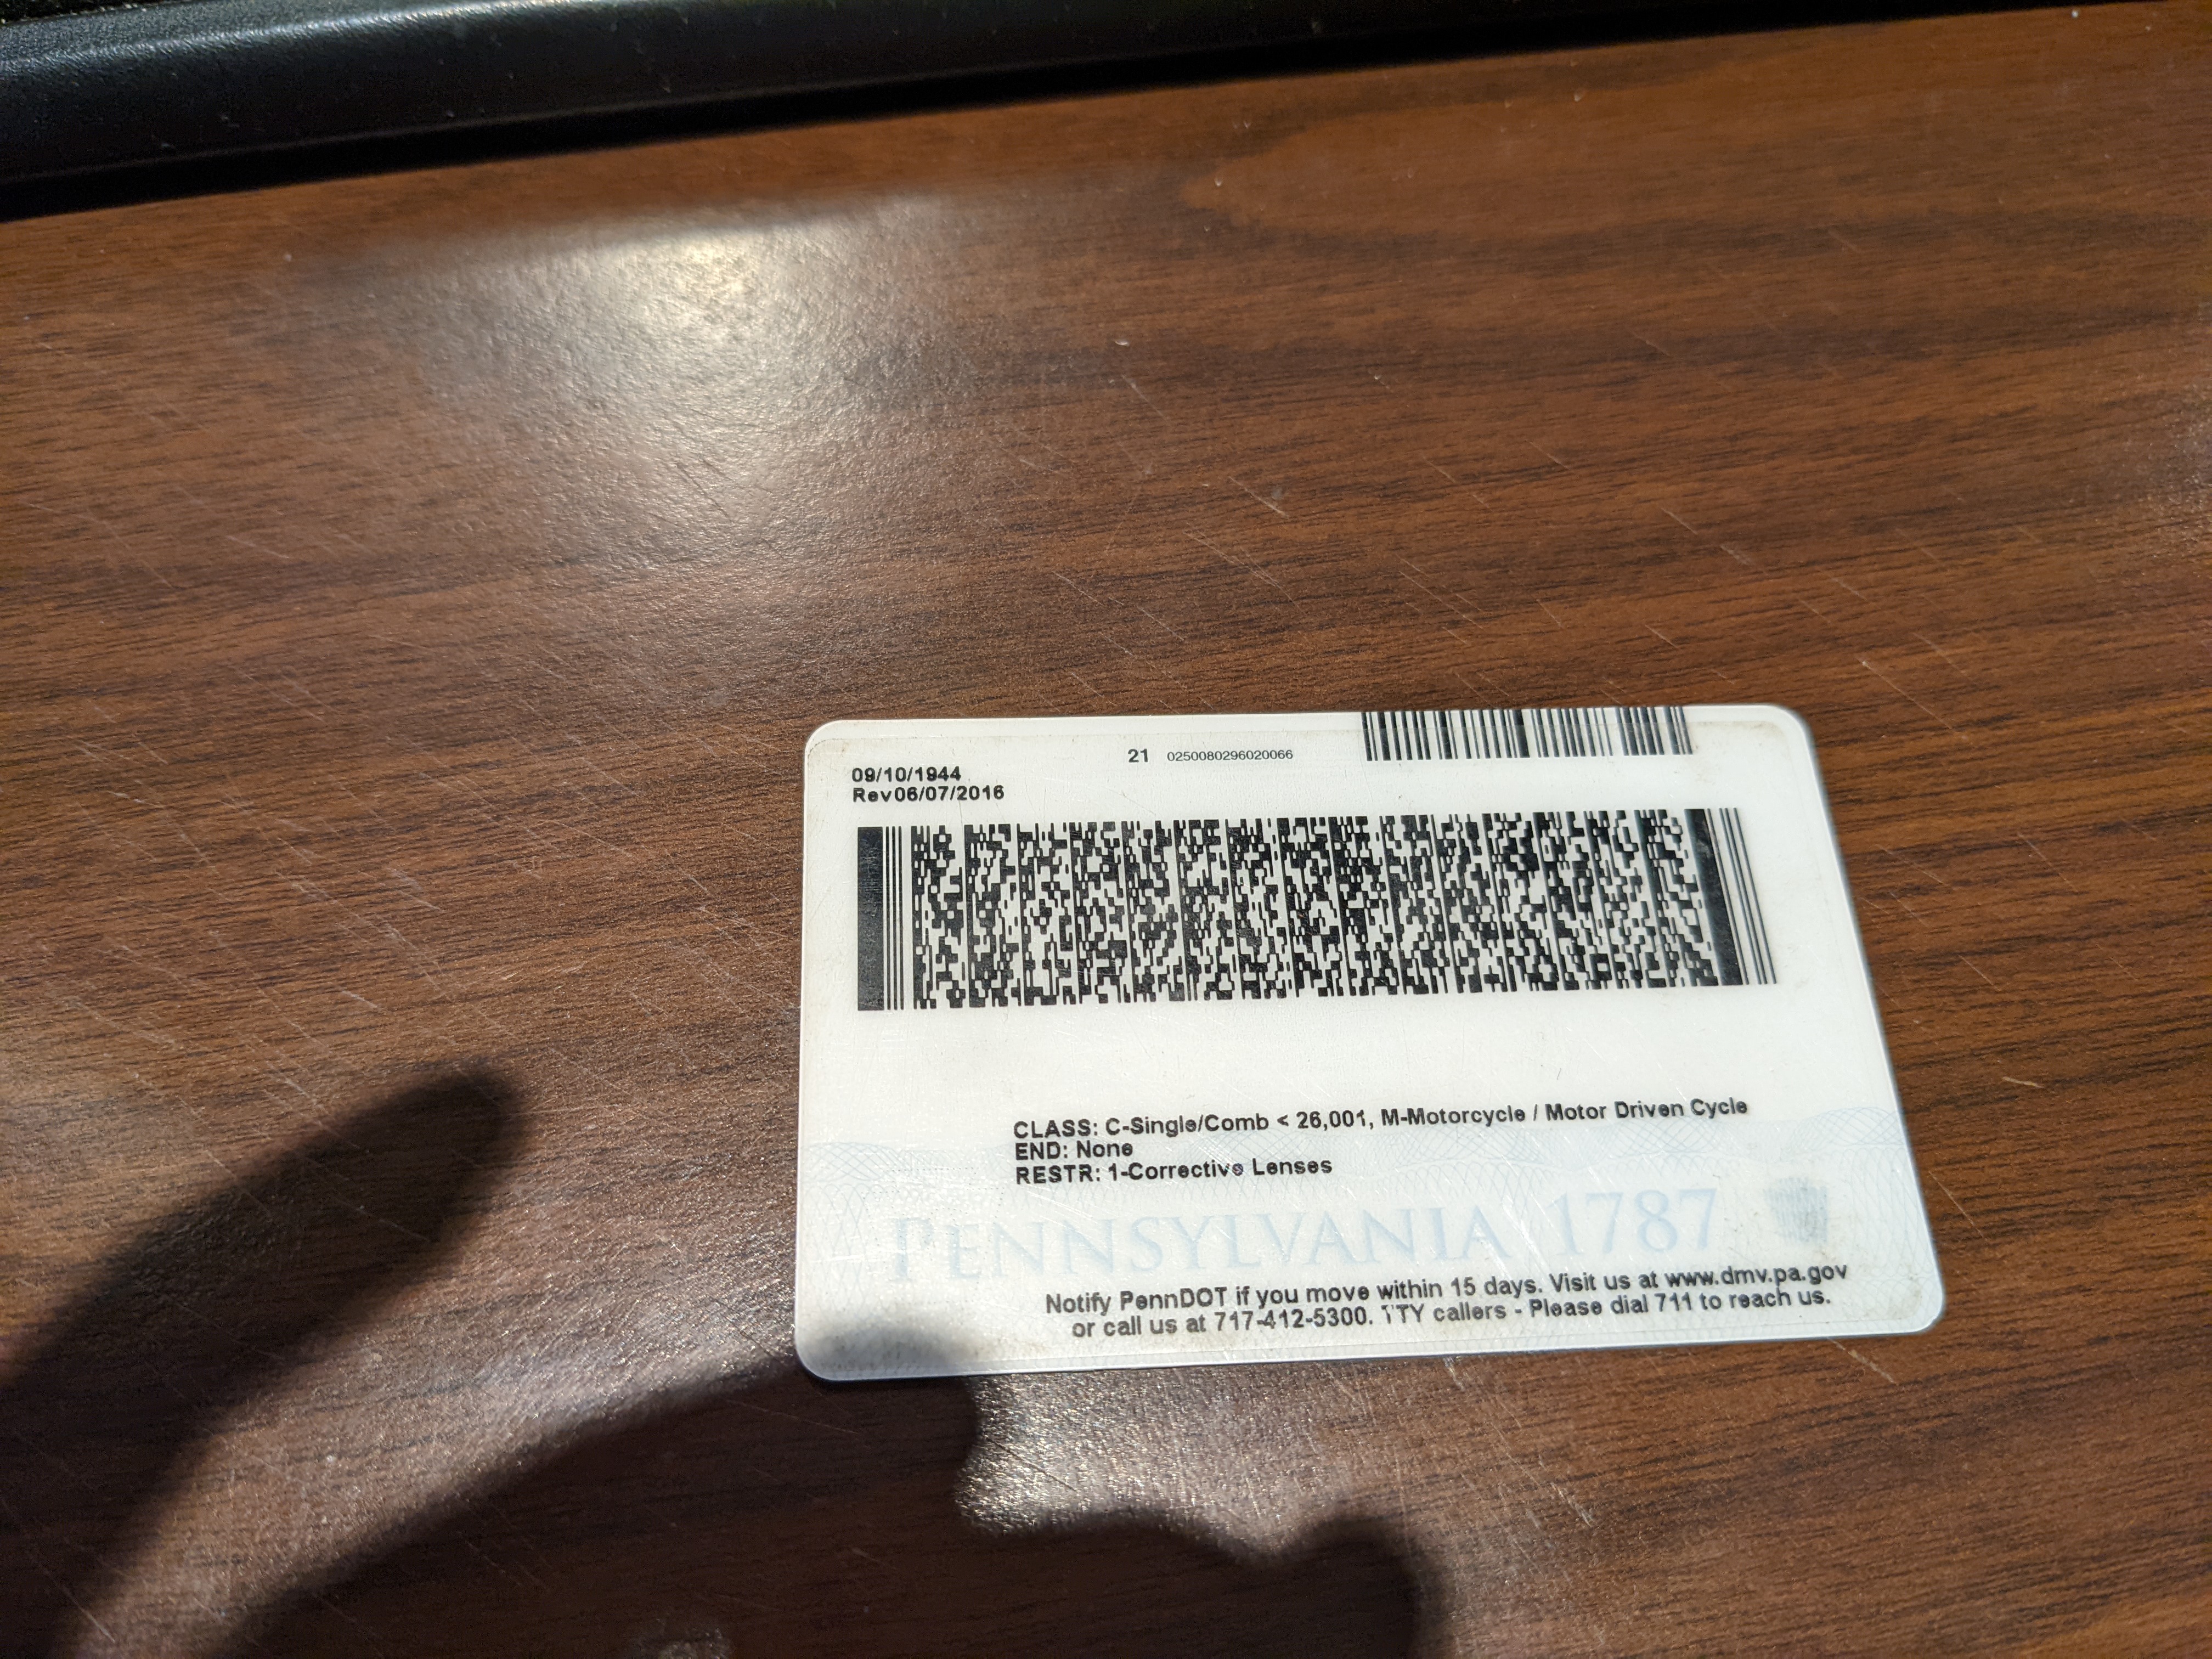 21 0250080296020066
09/10/1944
Rev06/07/2016
CLASS: C-Single/Comb < 26,001, M-Motorcycle / Motor Driven Cycle
END: None
RESTR: 1-Corrective Lenses
PENNSYLVANIA 1787
Notify PennDOT if you move within 15 days. Visit us at www.dmv.pa.gov
or call us at 717-412-5300. TTY callers - Please dial 711 to reach us.